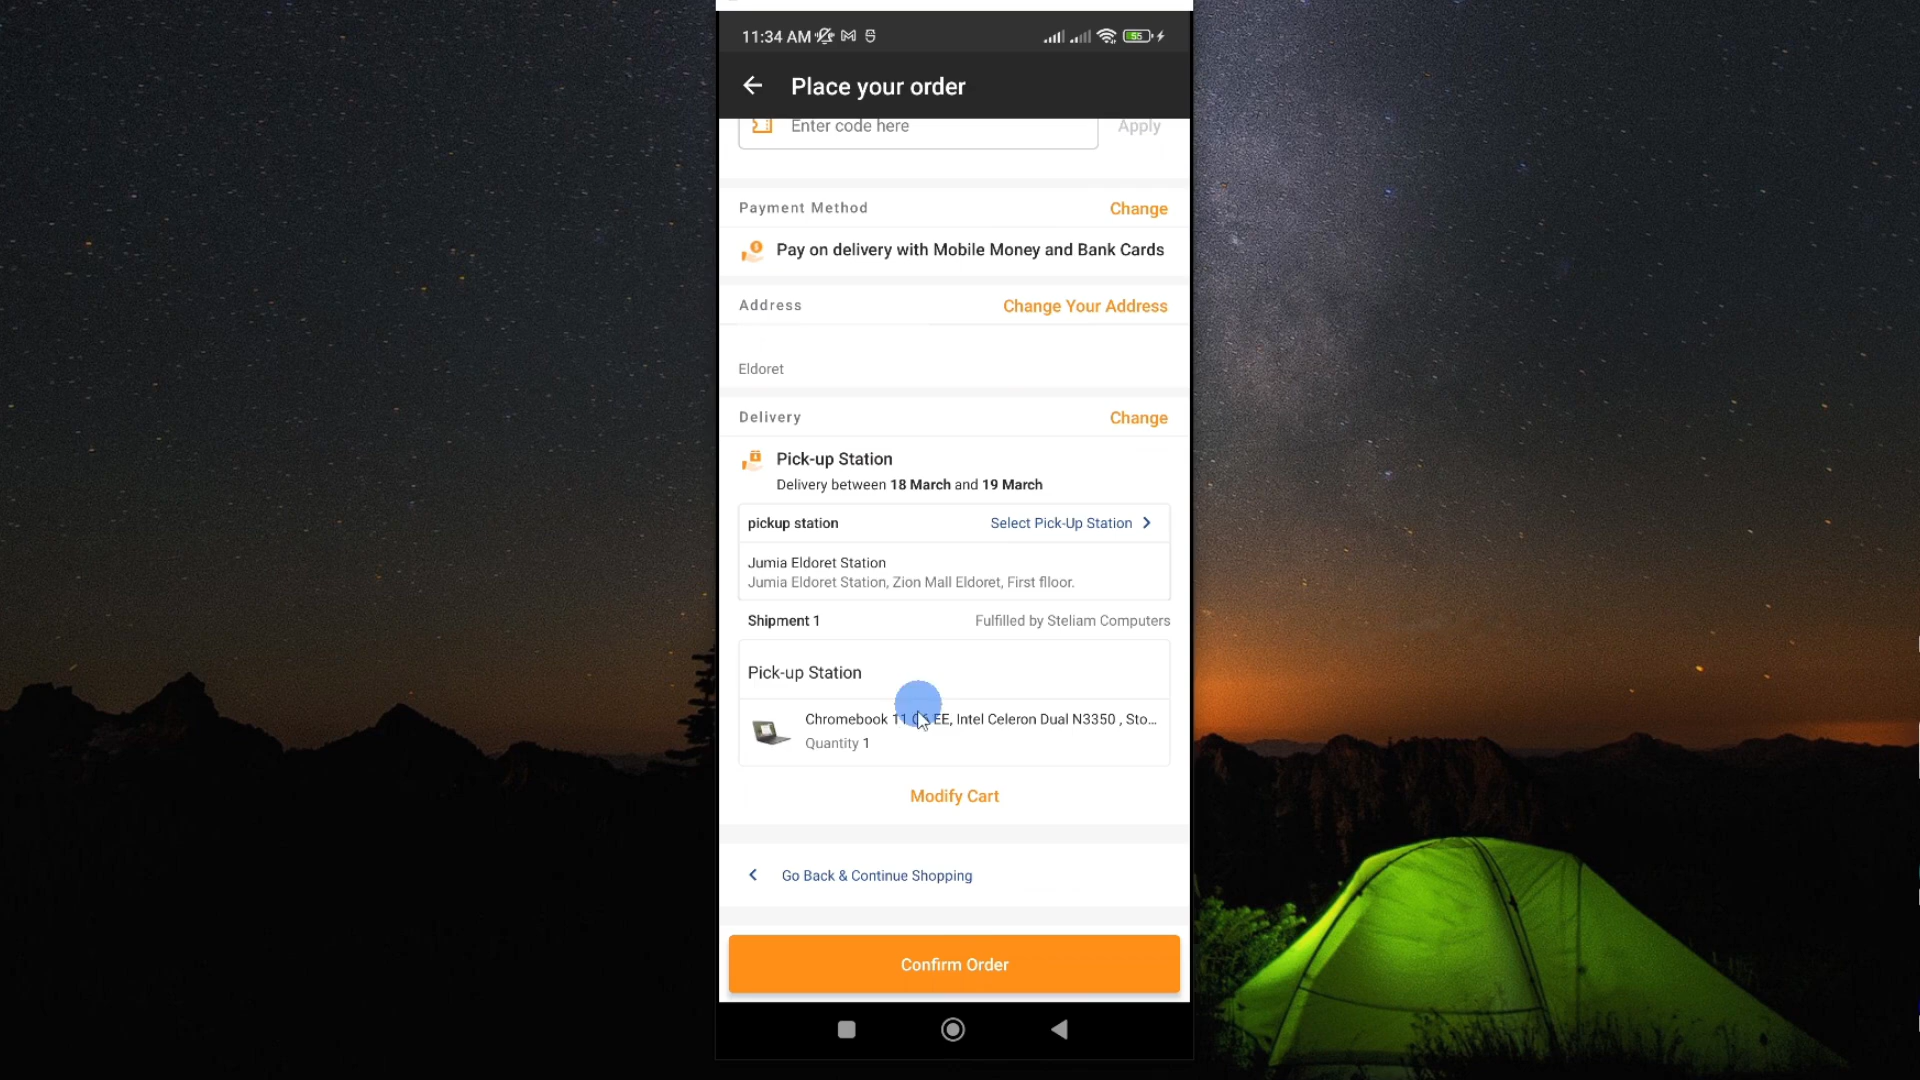 11:34 AM
55
Place your order
Enter code here
Apply
Payment Method
Change
Pay on delivery with Mobile Money and Bank Cards
Address
Change Your Address
Eldoret
Delivery
Change
Pick-up Station
Delivery between 18 March and 19 March
pickup station
Select Pick-Up Station
Jumia Eldoret Station
Jumia Eldoret Station, Zion Mall Eldoret, First flloor.
Shipment 1
Fulfilled by Steliam Computers
Pick-up Station
Chromebook 11 EE, Intel Celeron Dual N3350 , Sto...
Quantity 1
Modify Cart
Go Back & Continue Shopping
Confirm Order